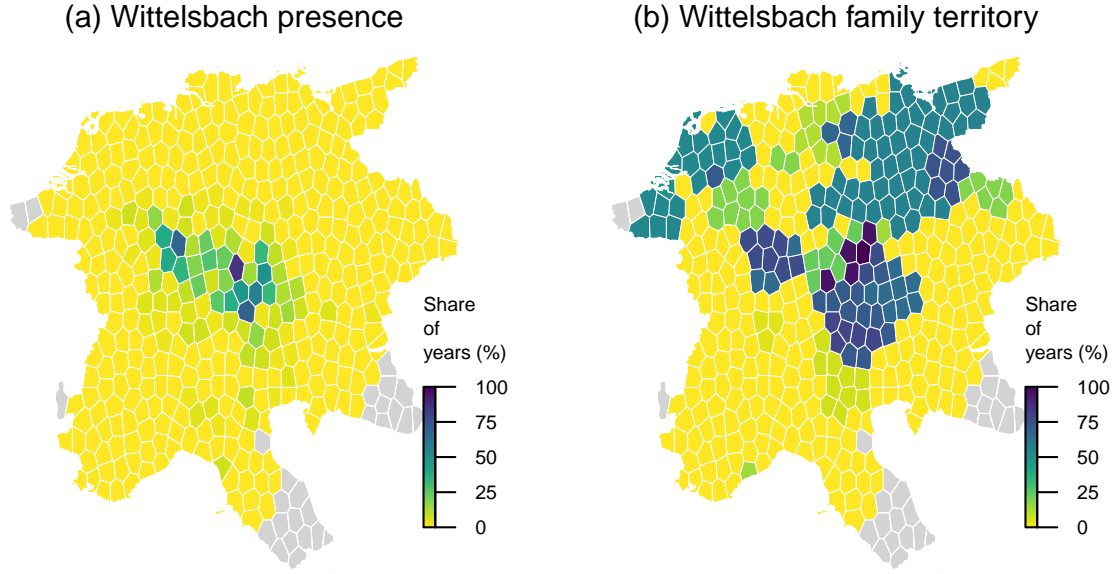 (a) Wittelsbach presence
(b) Wittelsbach family territory
Share
of
years (%)
100
75
50
25
0
Share
of
years (%)
100
75
50
25
0